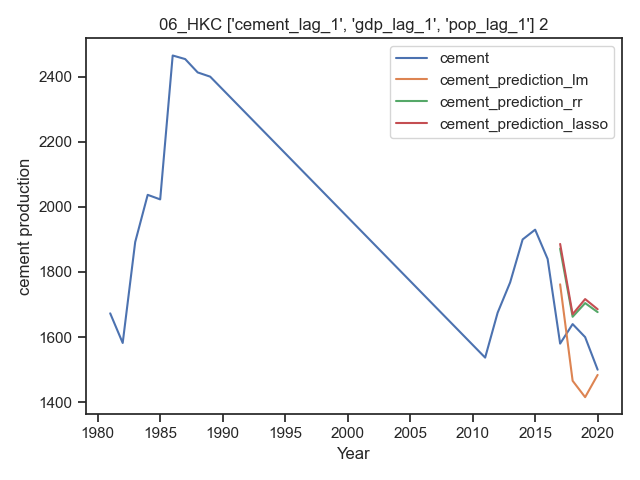 06_HKC ['cement_lag_1', 'gdp_lag_1', 'pop_lag_1'] 2
cement
cement_prediction_lm
cement_prediction_rr
cement_prediction_lasso
cement production
2400
2200
2000
1800
1600
1400
1980 1985 1990 1995 2000 2005 2010 2015 2020
Year